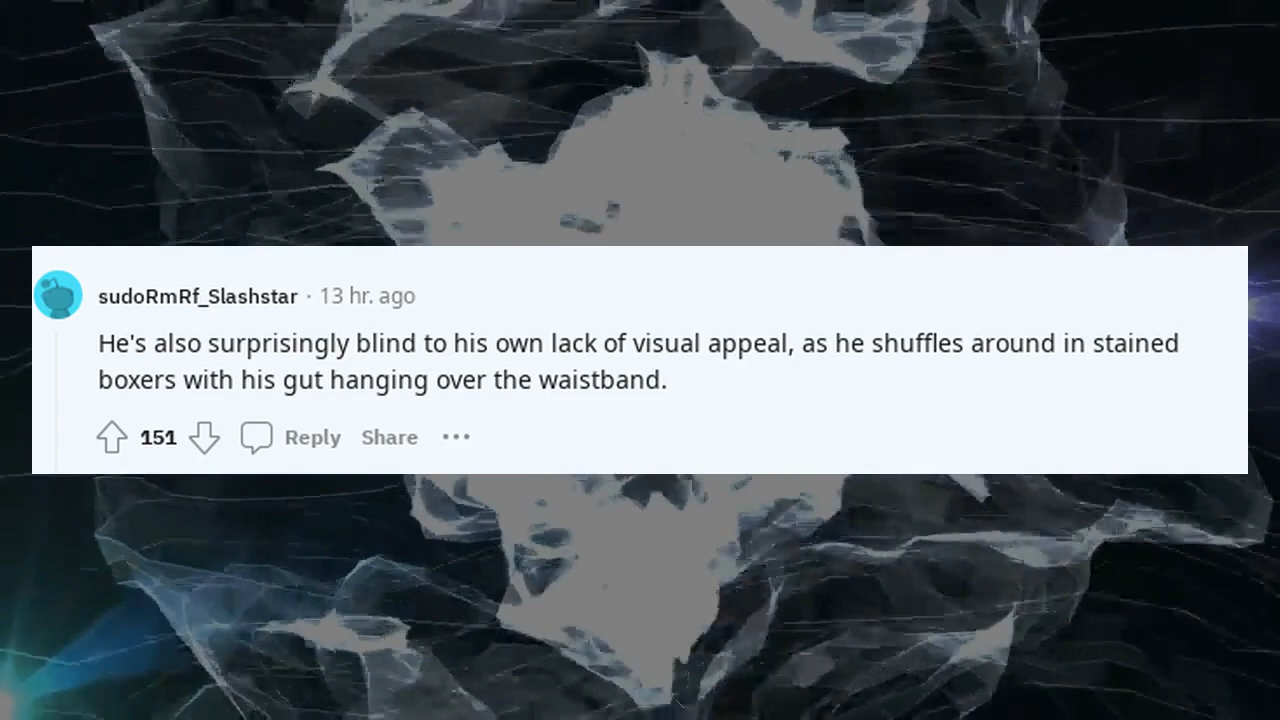 sudoRmRf_Slashstar · 13 hr. ago
He's also surprisingly blind to his own lack of visual appeal, as he shuffles around in stained
boxers with his gut hanging over the waistband.
151 Reply Share ···